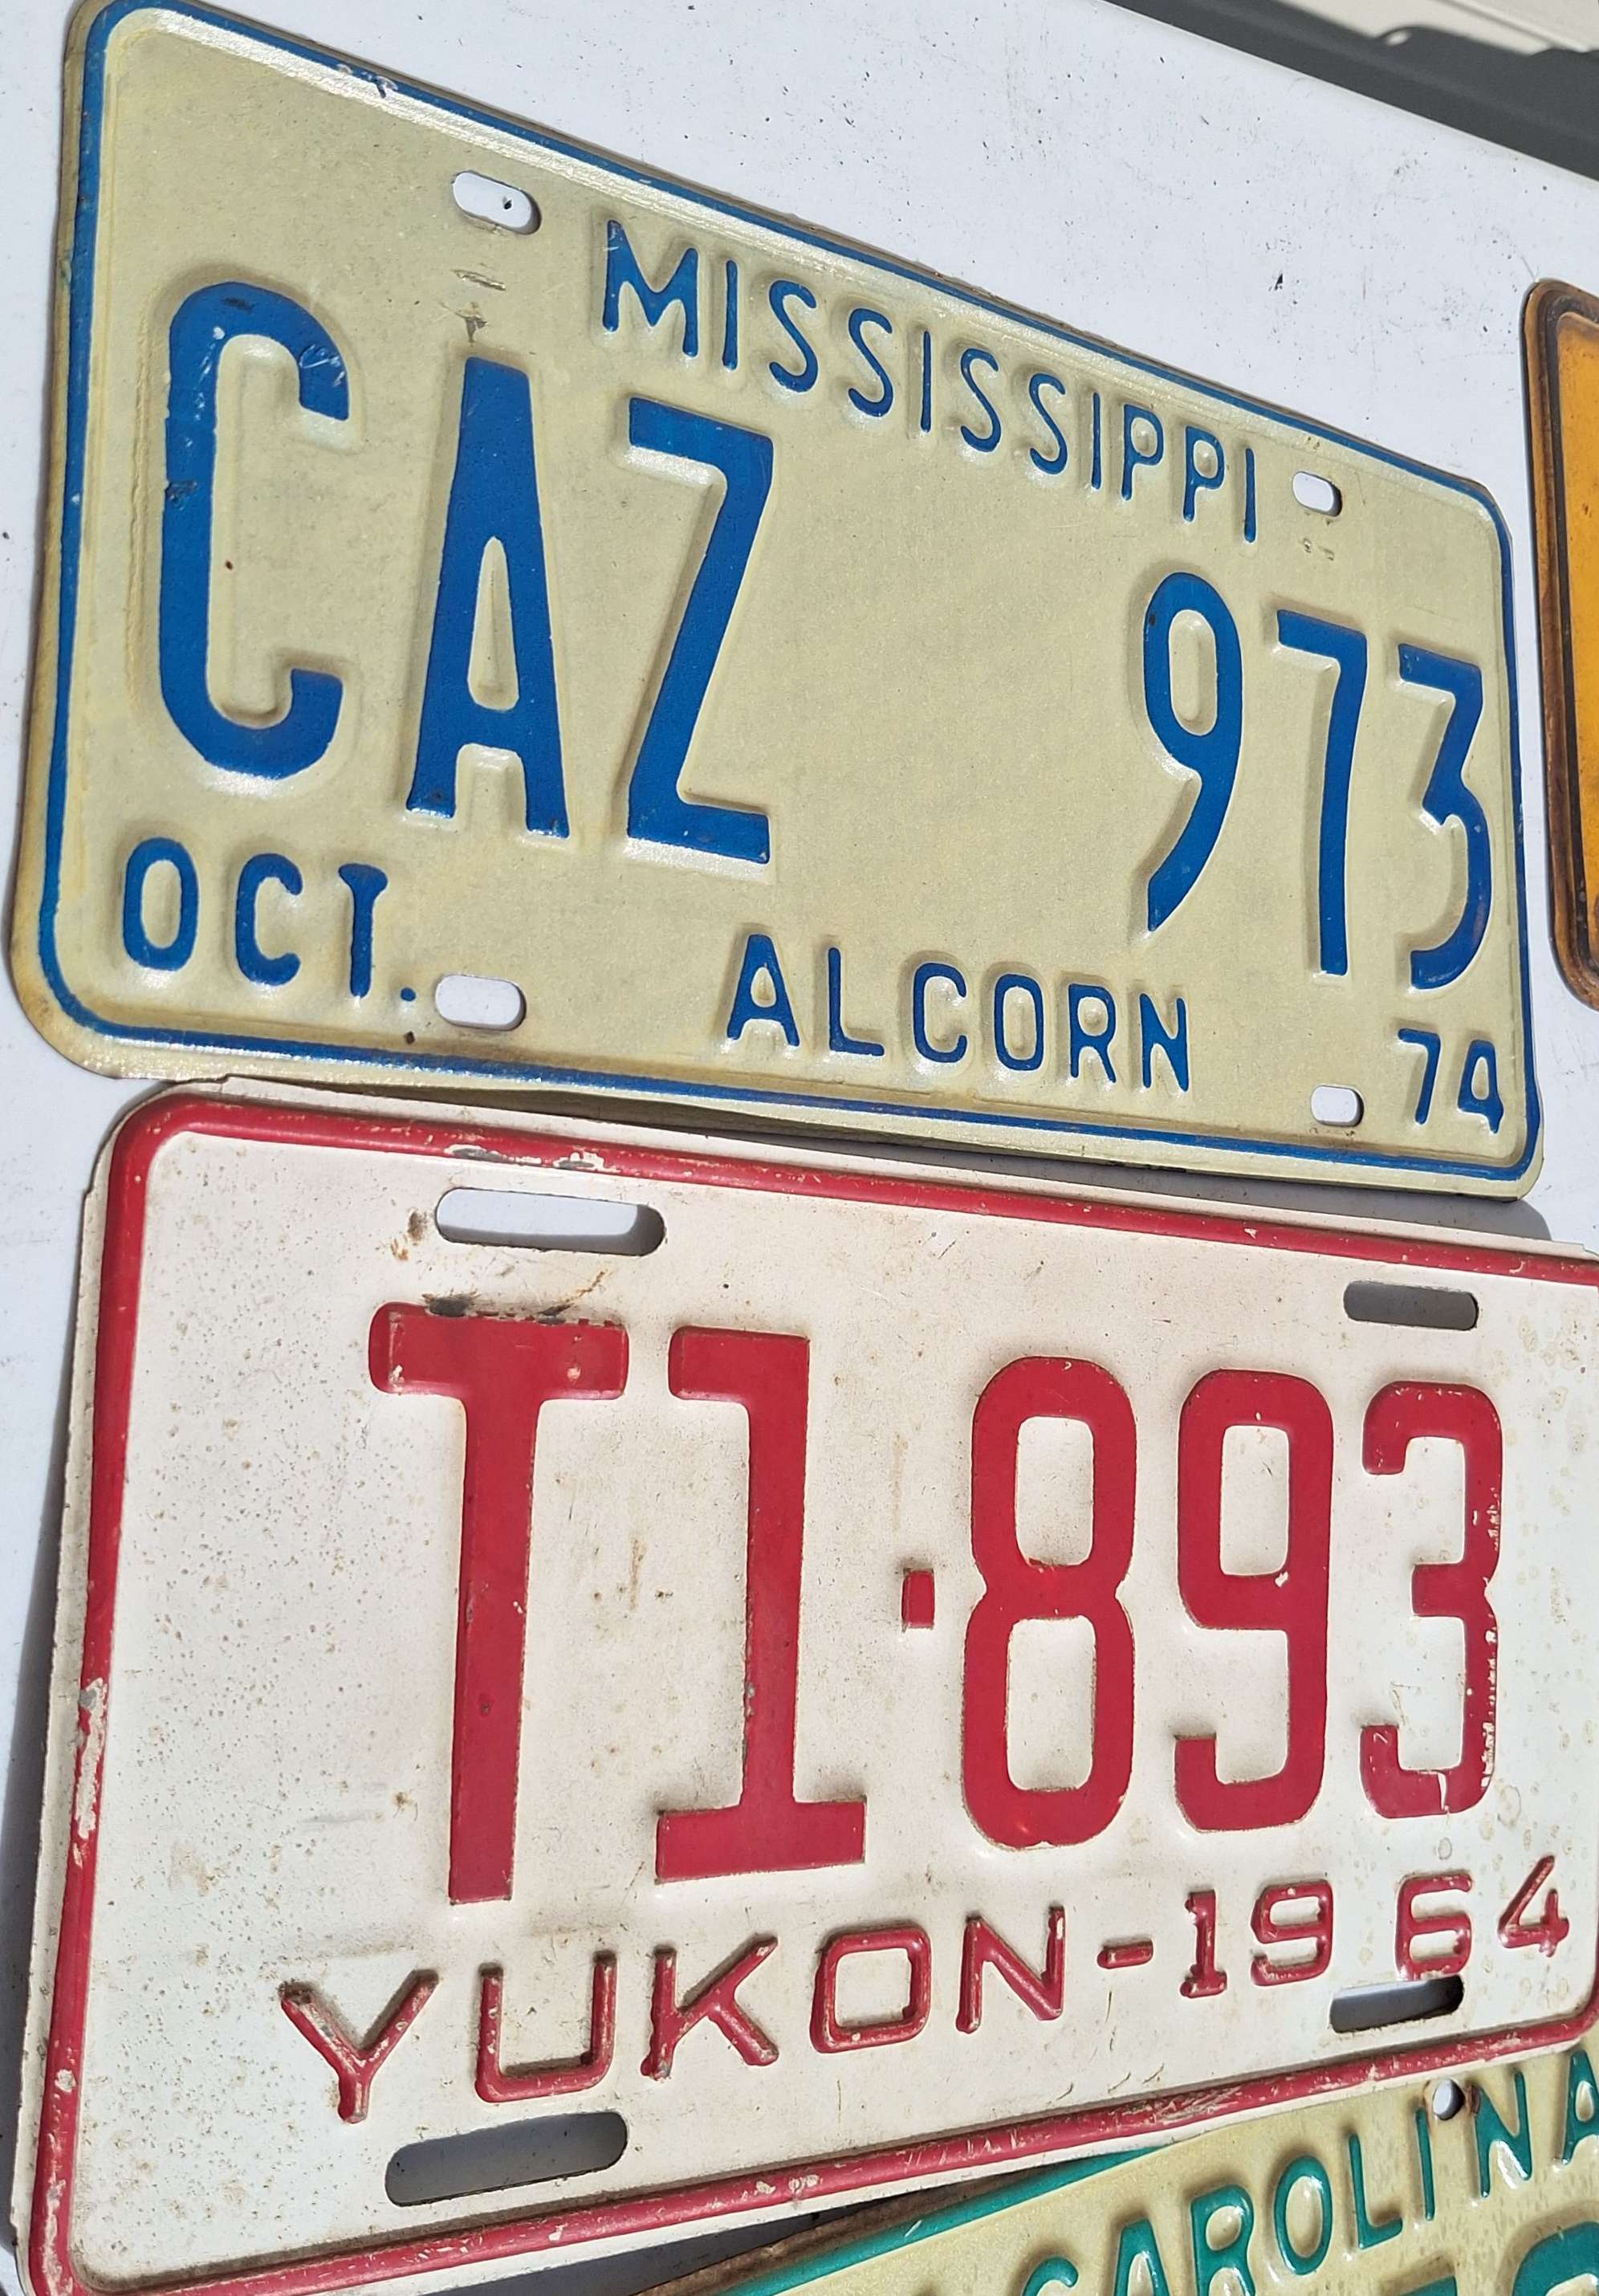 MISSISSIPPI
CAZ 973
OCT. ALCORN 74
T1·893
YUKON-1964
CAROLINA